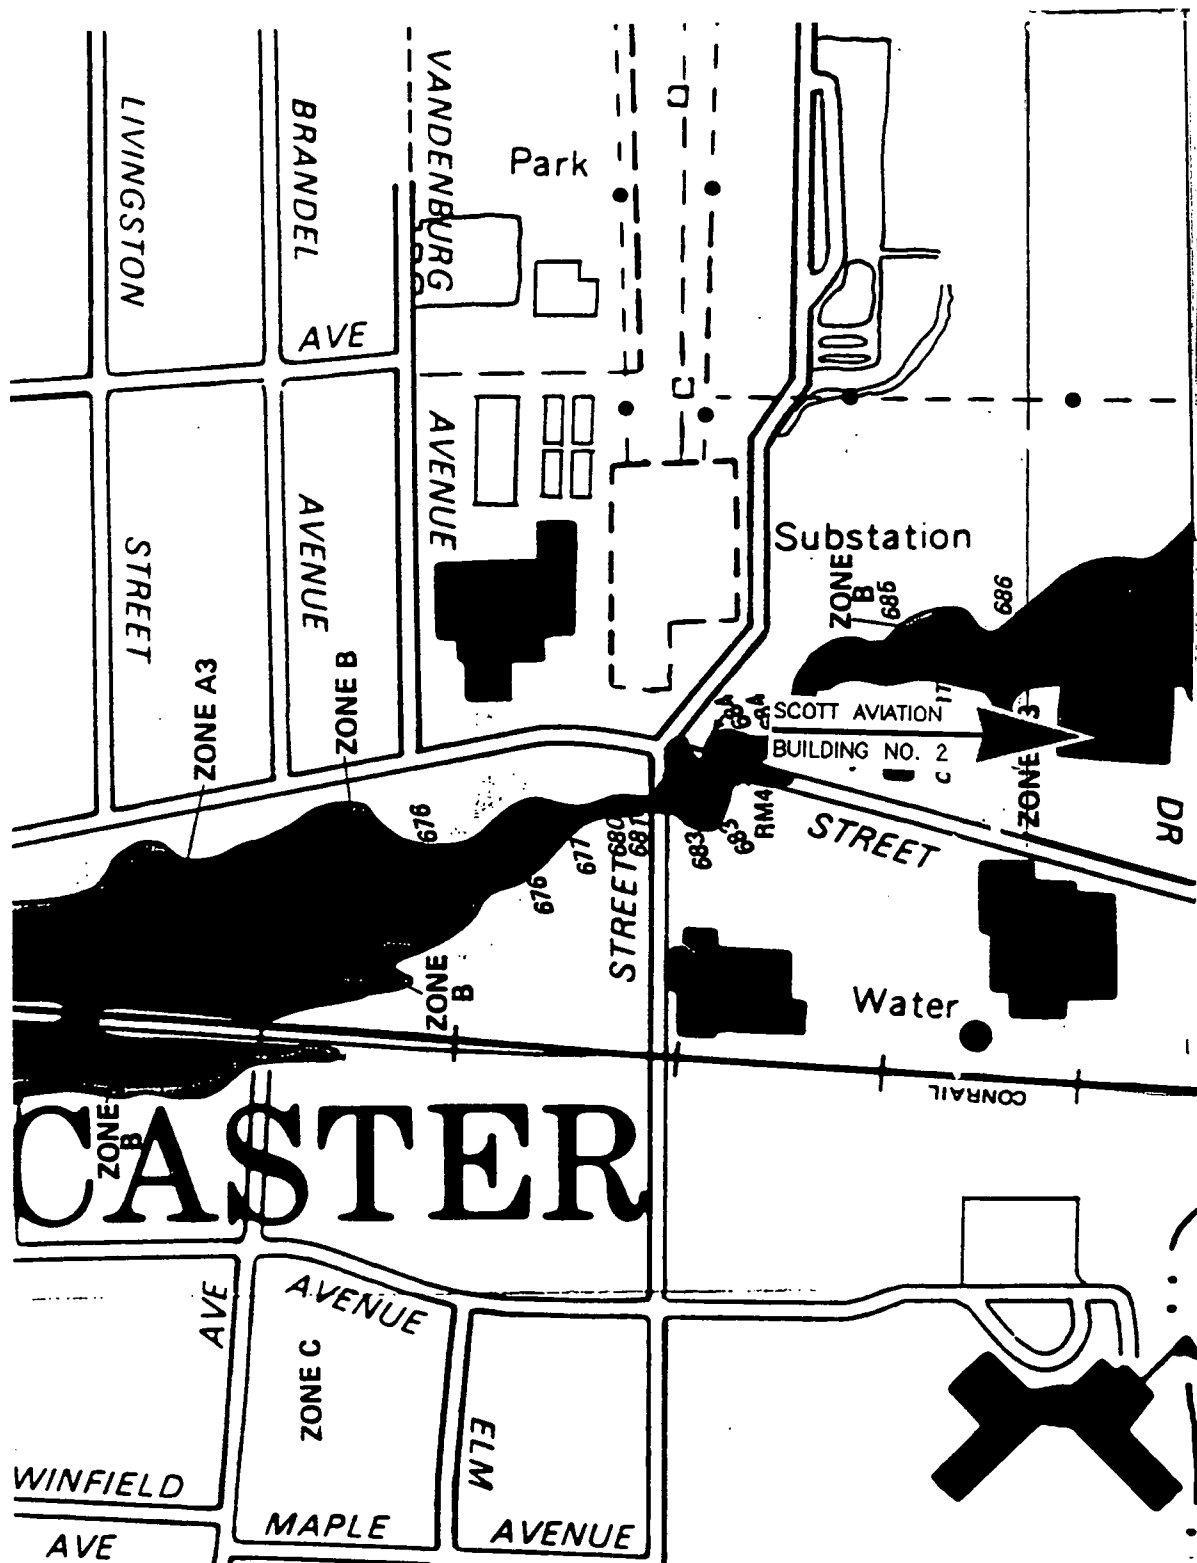 LIVINGSTON
BRANDEL
VANDENBURG
Park
AVE
AVENUE
STREET
AVENUE
Substation
ZONE
B
685
686
ZONE A3
ZONE B
SCOTT AVIATION
BUILDING NO. 2
C
DR
676
677
680
681
683
685
RM4
STREET
676
STREET
ZONE
B
Water
CONRAIL
ZONE
B
CASTER
AVE
AVENUE
ZONE C
ELM
WINFIELD
MAPLE
AVENUE
AVE